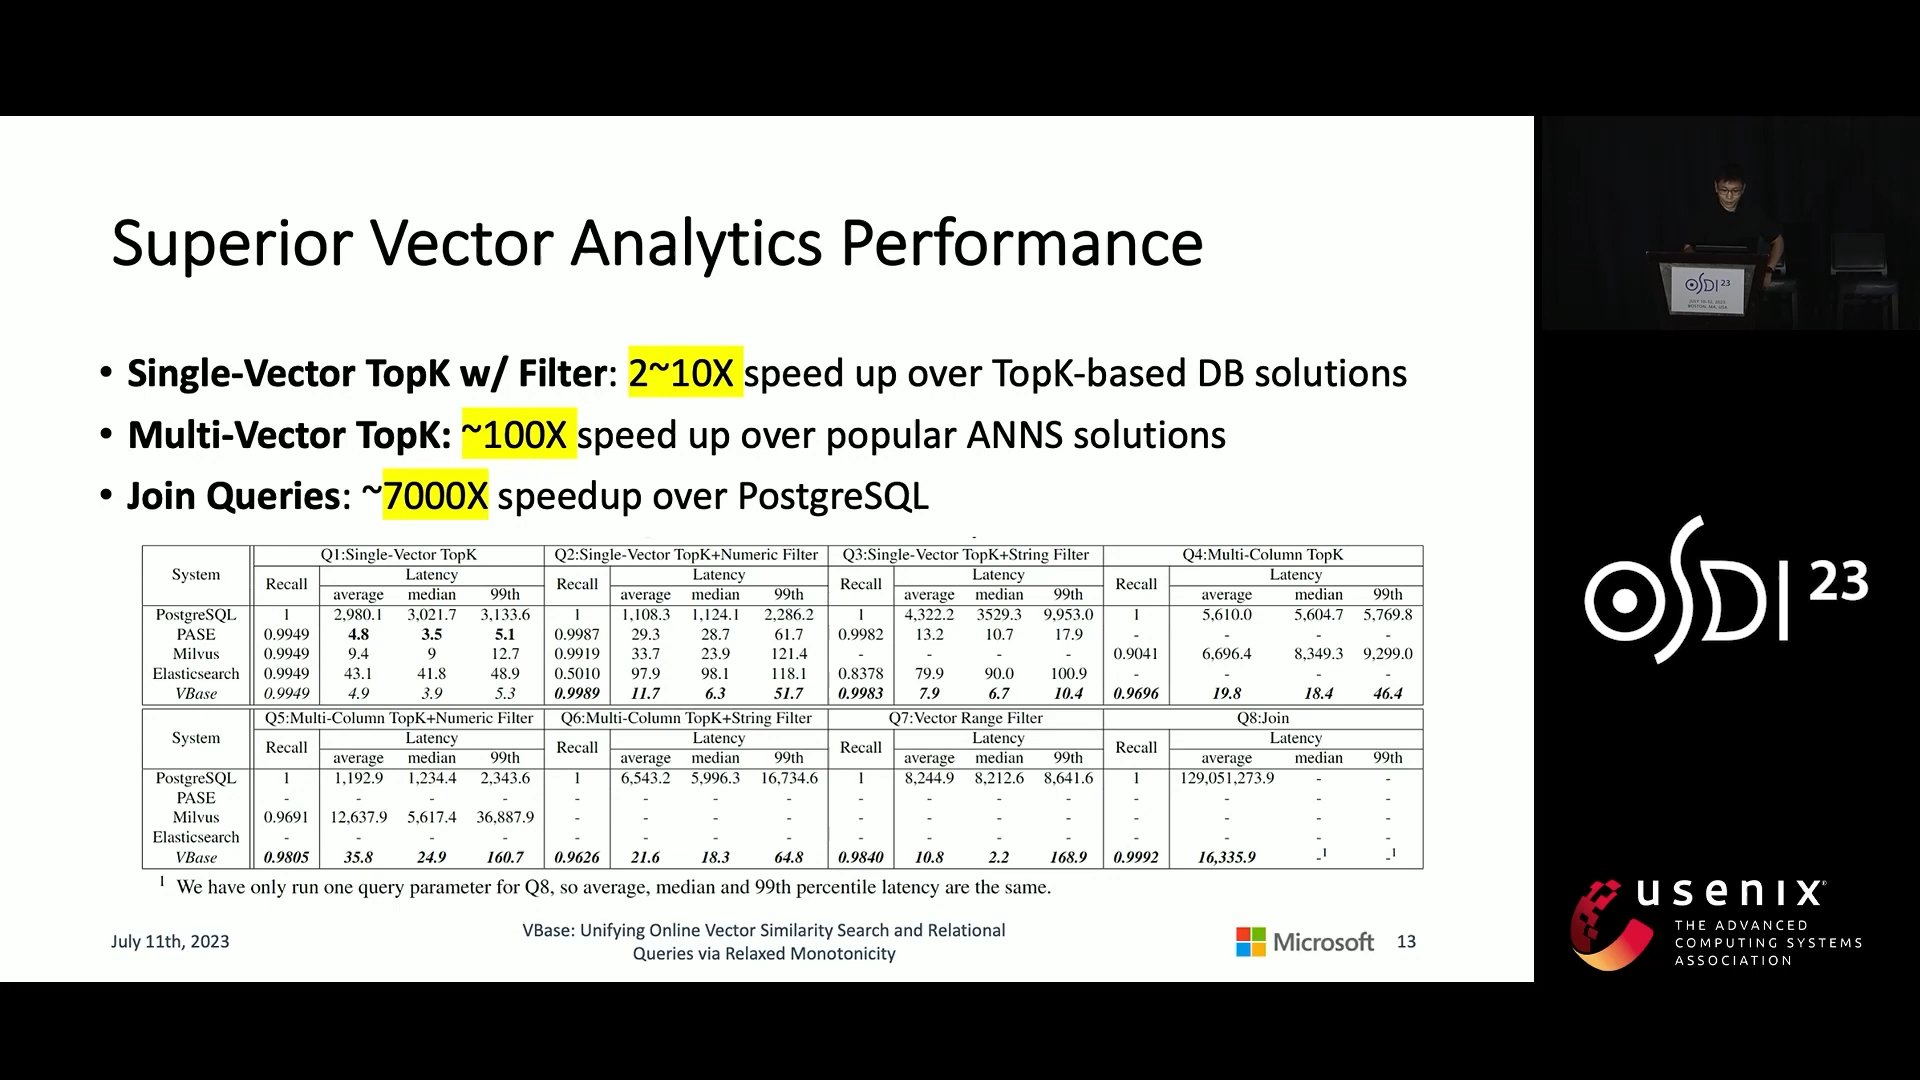 Superior Vector Analytics Performance
• Single-Vector TopK w/ Filter: 2~10X speed up over TopK-based DB solutions
• Multi-Vector TopK: ~100X speed up over popular ANNS solutions
• Join Queries: ~7000X speedup over PostgreSQL
System Q1:Single-Vector TopK Q2:Single-Vector TopK+Numeric Filter Q3:Single-Vector TopK+String Filter Q4:Multi-Column TopK
Recall Latency Recall Latency Recall Latency Recall Latency
average median 99th average median 99th average median 99th average median 99th
PostgreSQL 1 2,980.1 3,021.7 3,133.6 1 1,108.3 1,124.1 2,286.2 1 4,322.2 3529.3 9,953.0 1 5,610.0 5,604.7 5,769.8
PASE 0.9949 4.8 3.5 5.1 0.9987 29.3 28.7 61.7 0.9982 13.2 10.7 17.9 - - - -
Milvus 0.9949 9.4 9 12.7 0.9919 33.7 23.9 121.4 - - - - 0.9041 6,696.4 8,349.3 9,299.0
Elasticsearch 0.9949 43.1 41.8 48.9 0.5010 97.9 98.1 118.1 0.8378 79.9 90.0 100.9 - - - -
VBase 0.9949 4.9 3.9 5.3 0.9989 11.7 6.3 51.7 0.9983 7.9 6.7 10.4 0.9696 19.8 18.4 46.4
System Q5:Multi-Column TopK+Numeric Filter Q6:Multi-Column TopK+String Filter Q7:Vector Range Filter Q8:Join
Recall Latency Recall Latency Recall Latency Recall Latency
average median 99th average median 99th average median 99th average median 99th
PostgreSQL 1 1,192.9 1,234.4 2,343.6 1 6,543.2 5,996.3 16,734.6 1 8,244.9 8,212.6 8,641.6 1 129,051,273.9 - -
PASE - - - - - - - - - - - - - - - -
Milvus 0.9691 12,637.9 5,617.4 36,887.9 - - - - - - - - - - - -
Elasticsearch - - - - - - - - - - - - - - - -
VBase 0.9805 35.8 24.9 160.7 0.9626 21.6 18.3 64.8 0.9840 10.8 2.2 168.9 0.9992 16,335.9 -1 -1
1 We have only run one query parameter for Q8, so average, median and 99th percentile latency are the same.
July 11th, 2023
VBase: Unifying Online Vector Similarity Search and Relational
Queries via Relaxed Monotonicity
Microsoft 13
OSDI 23
OSDI 23
usenix
THE ADVANCED
COMPUTING SYSTEMS
ASSOCIATION